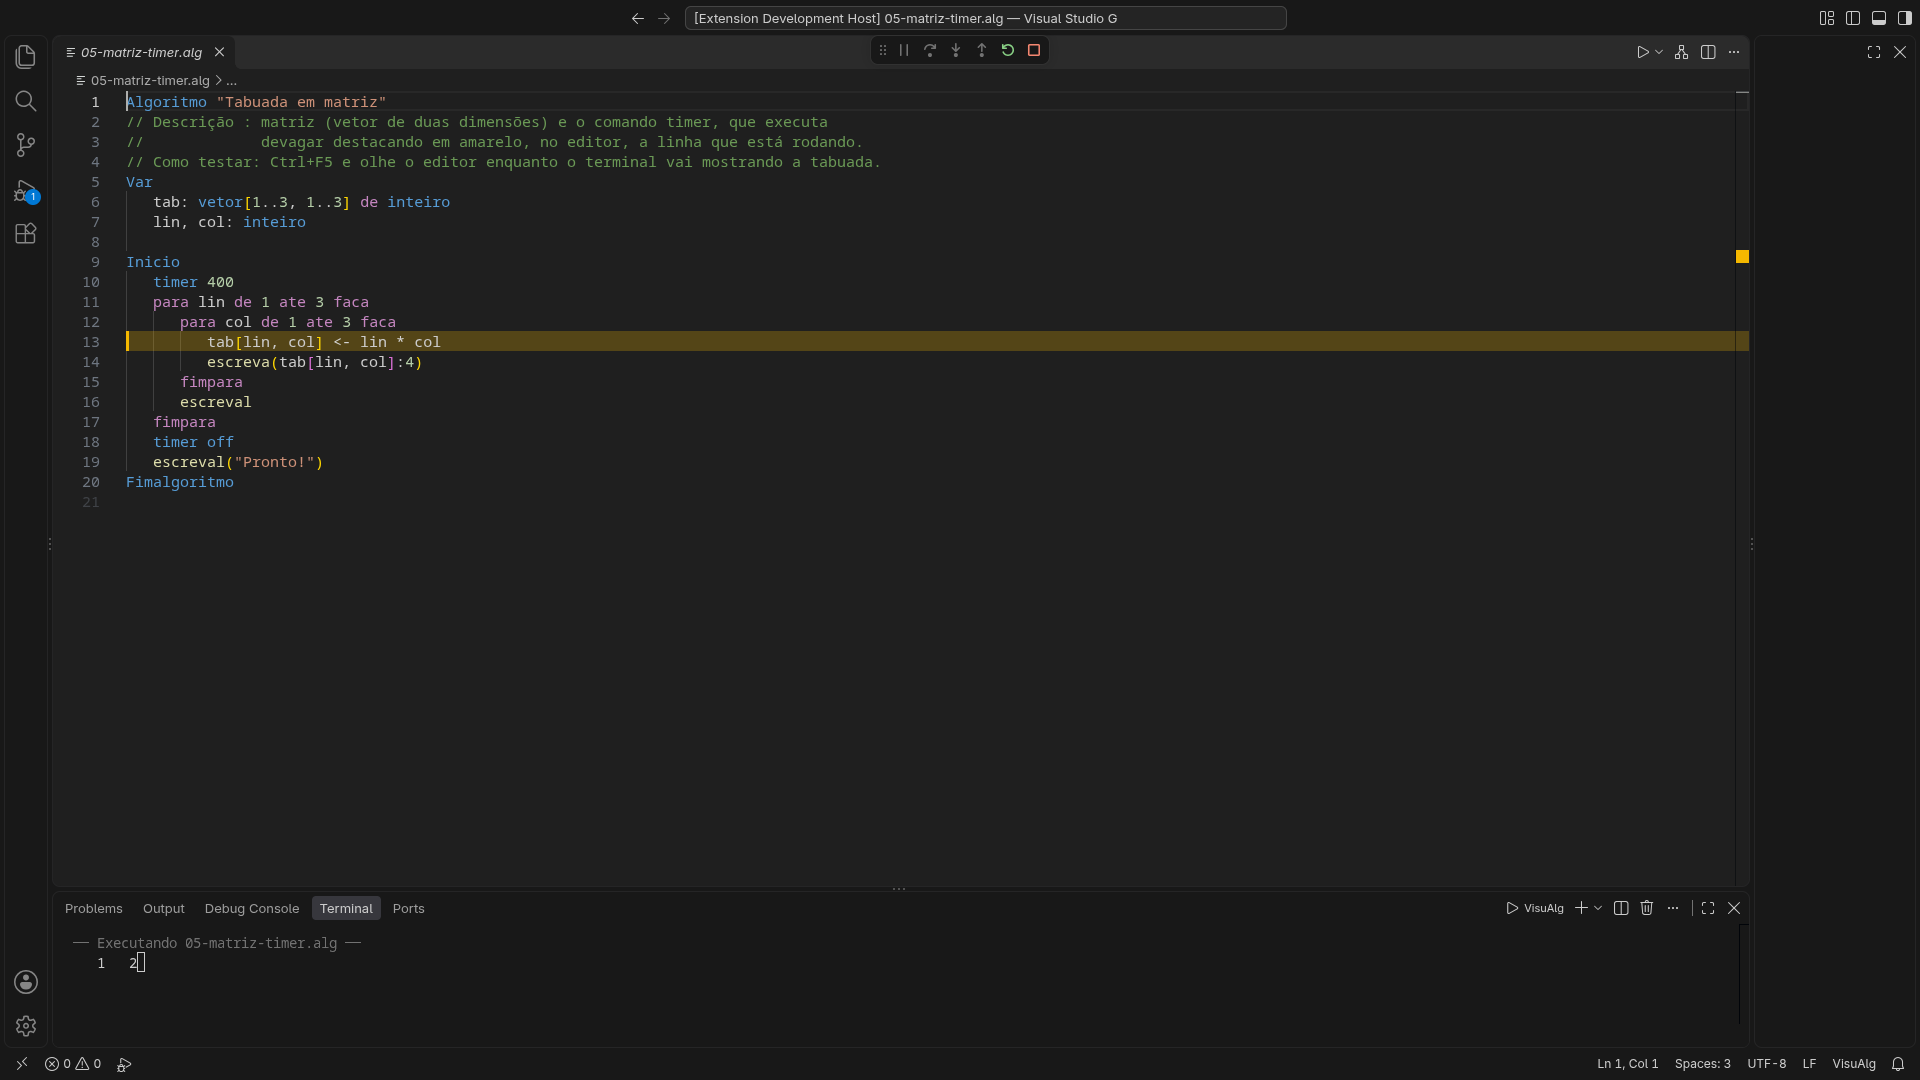 [Extension Development Host] 05-matriz-timer.alg — Visual Studio G
05-matriz-timer.alg
05-matriz-timer.alg > ...
1 Algoritmo "Tabuada em matriz"
2 // Descrição : matriz (vetor de duas dimensões) e o comando timer, que executa
3 //             devagar destacando em amarelo, no editor, a linha que está rodando.
4 // Como testar: Ctrl+F5 e olhe o editor enquanto o terminal vai mostrando a tabuada.
5 Var
6    tab: vetor[1..3, 1..3] de inteiro
7    lin, col: inteiro
8
9 Inicio
10    timer 400
11    para lin de 1 ate 3 faca
12       para col de 1 ate 3 faca
13          tab[lin, col] <- lin * col
14          escreva(tab[lin, col]:4)
15       fimpara
16       escreval
17    fimpara
18    timer off
19    escreval("Pronto!")
20 Fimalgoritmo
21
1
Problems Output Debug Console Terminal Ports VisuAlg
── Executando 05-matriz-timer.alg ──
   1   2
0 0 Ln 1, Col 1 Spaces: 3 UTF-8 LF VisuAlg